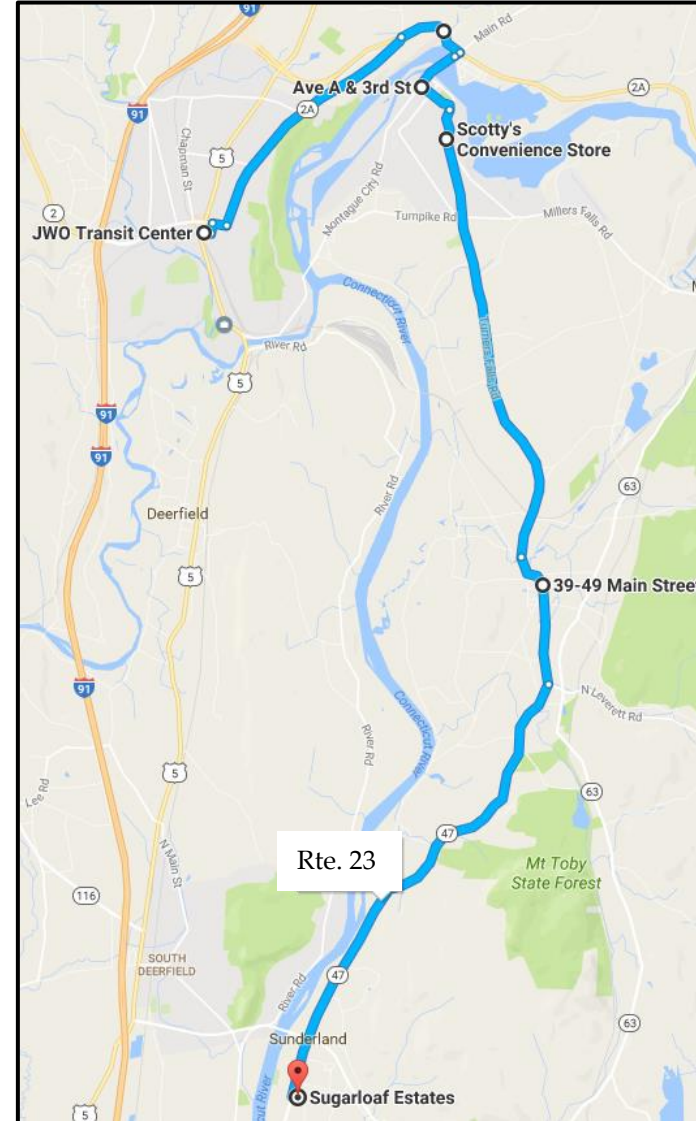 91
Main Rd
Ave A & 3rd St
2A
2A
91
Scotty's
Convenience Store
Chapman St
5
Montague City Rd
Turnpike Rd
Millers Falls Rd
2
JWO Transit Center
Connecticut River
River Rd
5
Turners Falls Rd
91
91
63
River Rd
Deerfield
5
39-49 Main Street
91
Connecticut River
N Leverett Rd
River Rd
5
Lee Rd
63
47
N Main St
Rte. 23
Mt Toby
State Forest
116
SOUTH
DEERFIELD
47
River Rd
63
Sunderland
Sugarloaf Estates
5